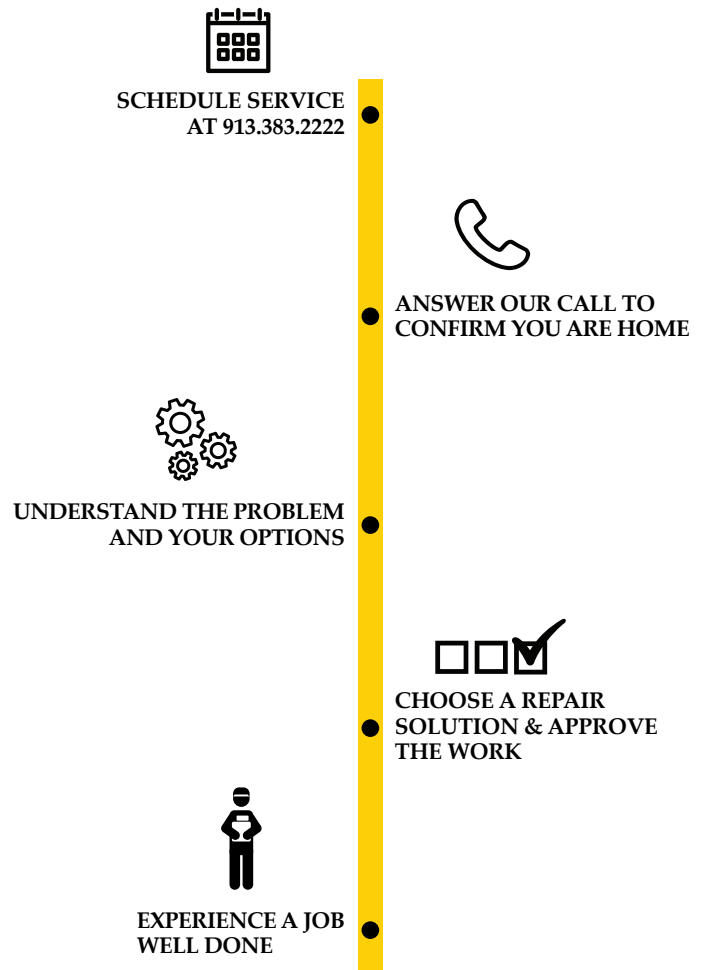 SCHEDULE SERVICE
AT 913.383.2222
ANSWER OUR CALL TO
CONFIRM YOU ARE HOME
UNDERSTAND THE PROBLEM
AND YOUR OPTIONS
CHOOSE A REPAIR
SOLUTION & APPROVE
THE WORK
EXPERIENCE A JOB
WELL DONE